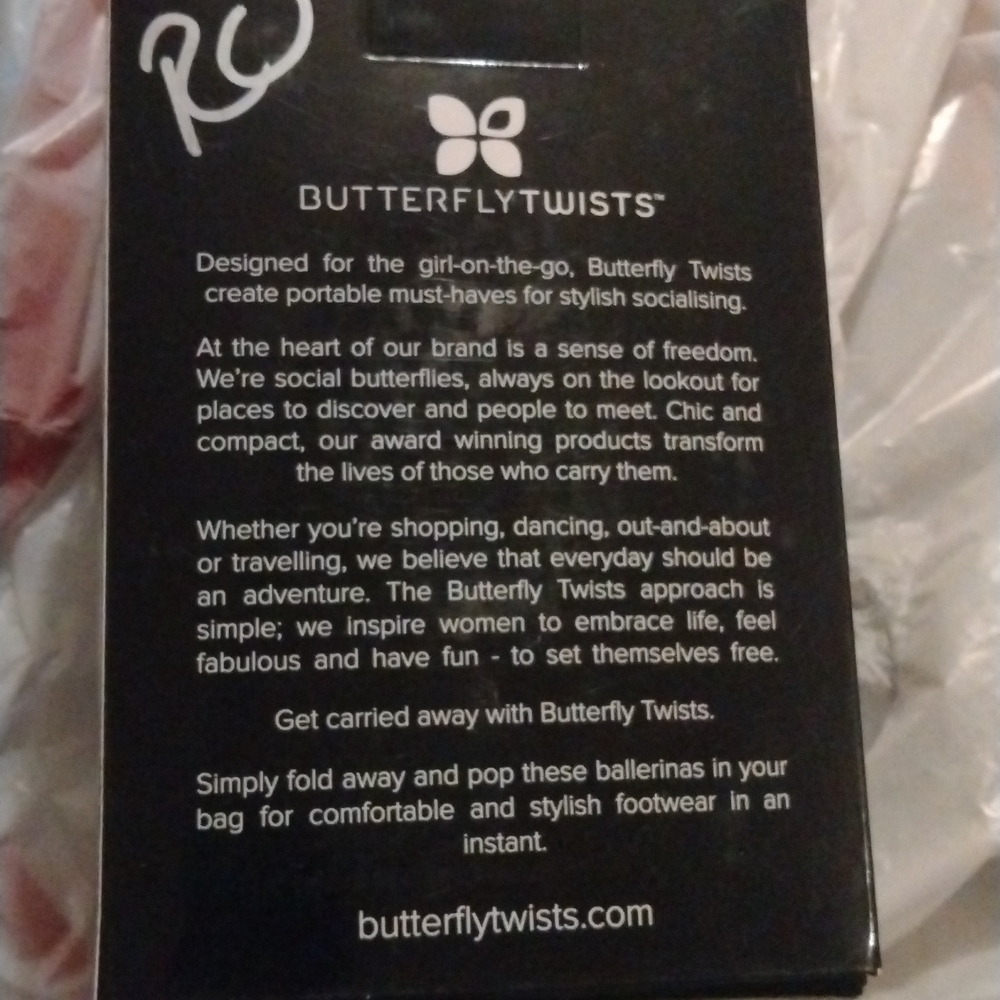 RC
BUTTERFLYTWISTS™
Designed for the girl-on-the-go, Butterfly Twists
create portable must-haves for stylish socialising.
At the heart of our brand is a sense of freedom.
We're social butterflies, always on the lookout for
places to discover and people to meet. Chic and
compact, our award winning products transform
the lives of those who carry them.
Whether you're shopping, dancing, out-and-about
or travelling, we believe that everyday should be
an adventure. The Butterfly Twists approach is
simple; we inspire women to embrace life, feel
fabulous and have fun - to set themselves free.
Get carried away with Butterfly Twists.
Simply fold away and pop these ballerinas in your
bag for comfortable and stylish footwear in an
instant.
butterflytwists.com